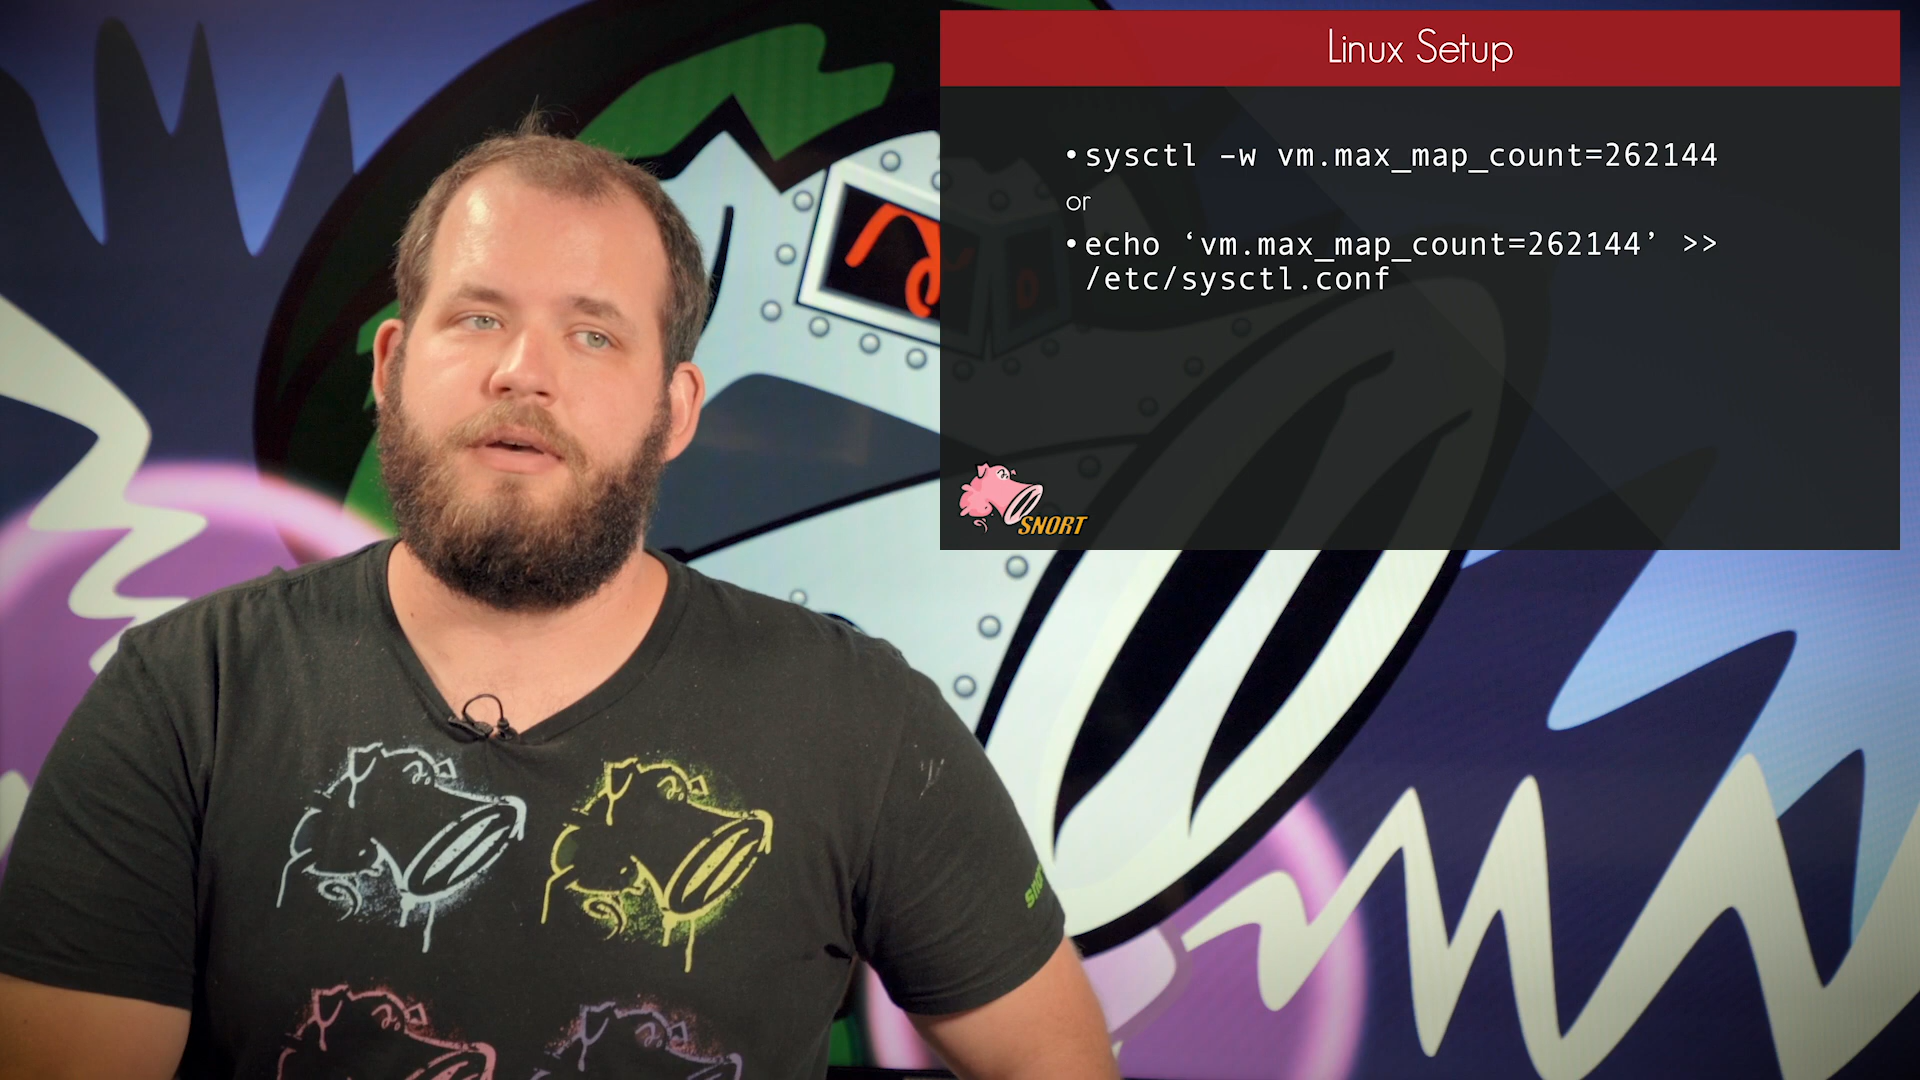 Linux Setup
•sysctl –w vm.max_map_count=262144
or
•echo ‘vm.max_map_count=262144’ >>
/etc/sysctl.conf
SNORT